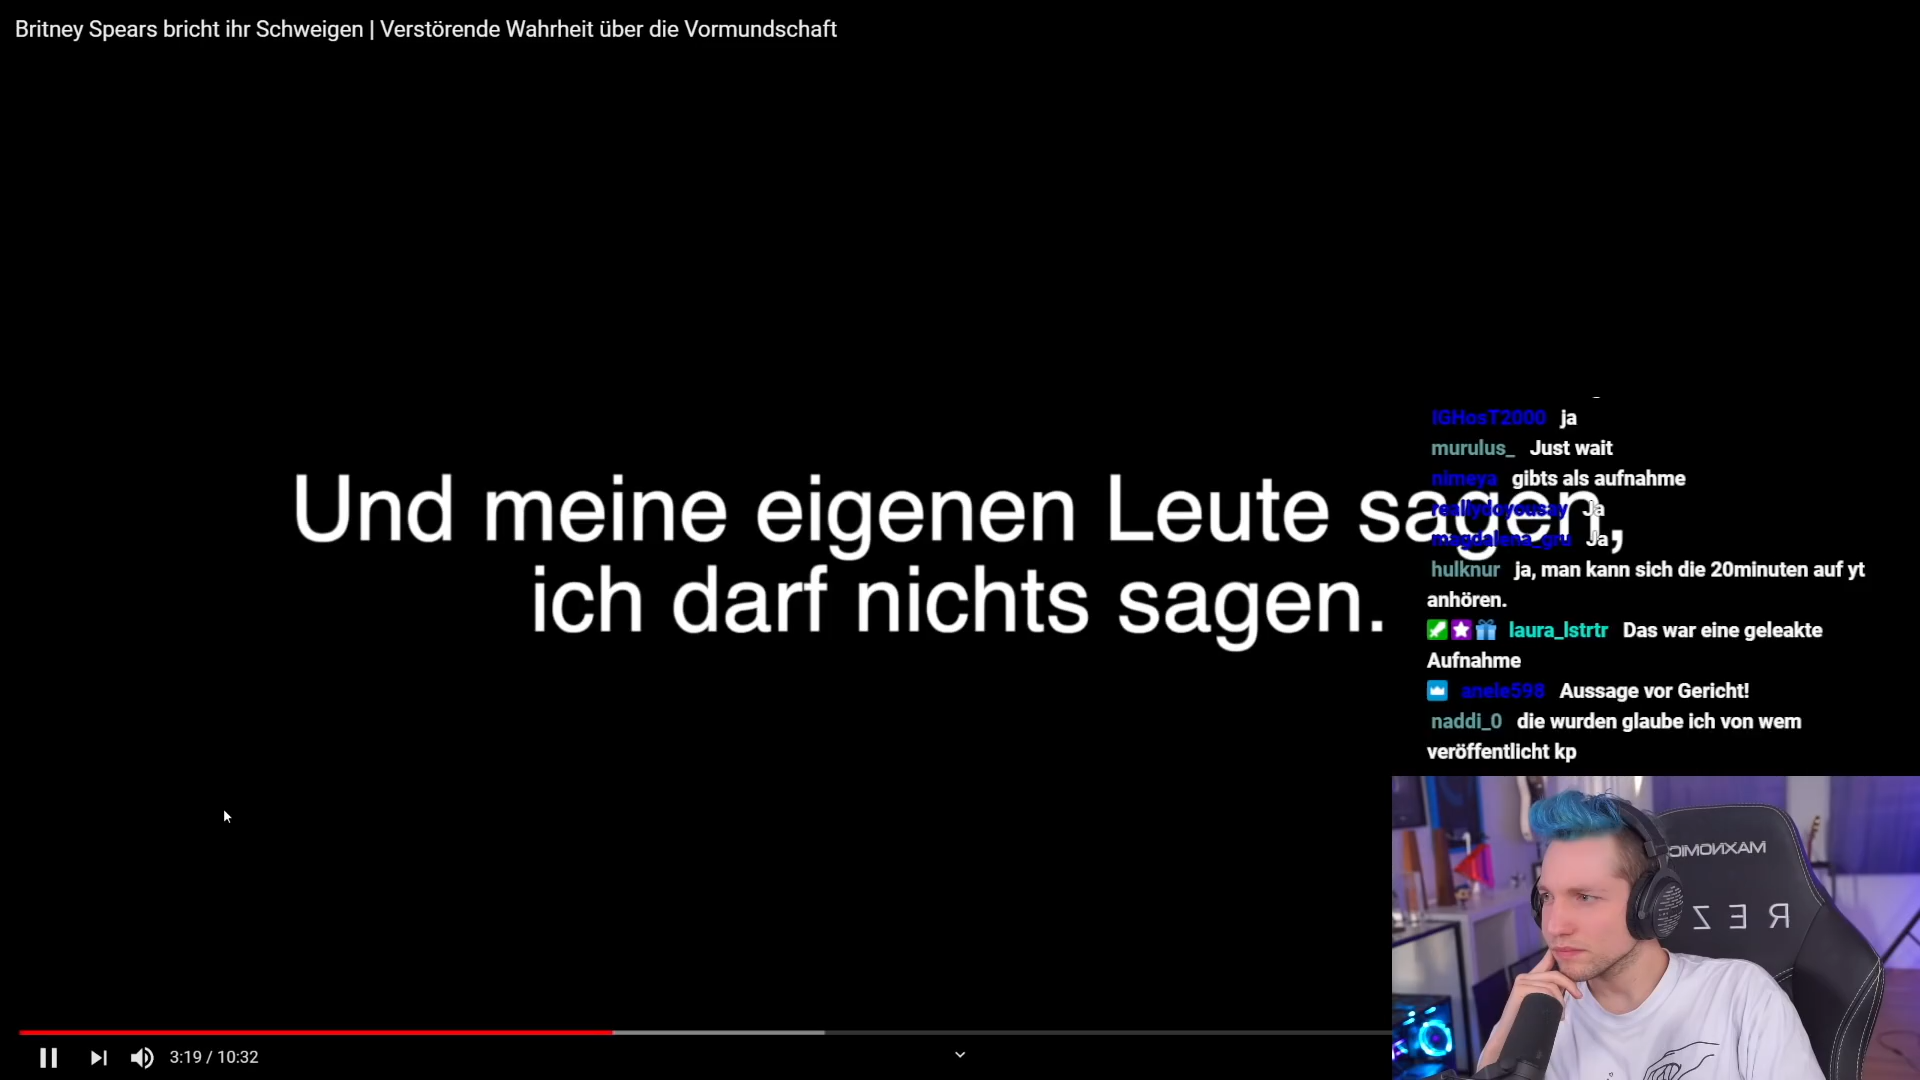 Britney Spears bricht ihr Schweigen | Verstörende Wahrheit über die Vormundschaft
Und meine eigenen Leute sagen,
ich darf nichts sagen.
IGHosT2000 ja
murulus_ Just wait
nimeya gibts als aufnahme
reallydoyousay Ja
magdalena_gru Ja
hulknur ja, man kann sich die 20minuten auf yt
anhören.
laura_lstrtr Das war eine geleakte
Aufnahme
anele598 Aussage vor Gericht!
naddi_0 die wurden glaube ich von wem
veröffentlicht kp
MAXNOMIC
REZ
3:19 / 10:32